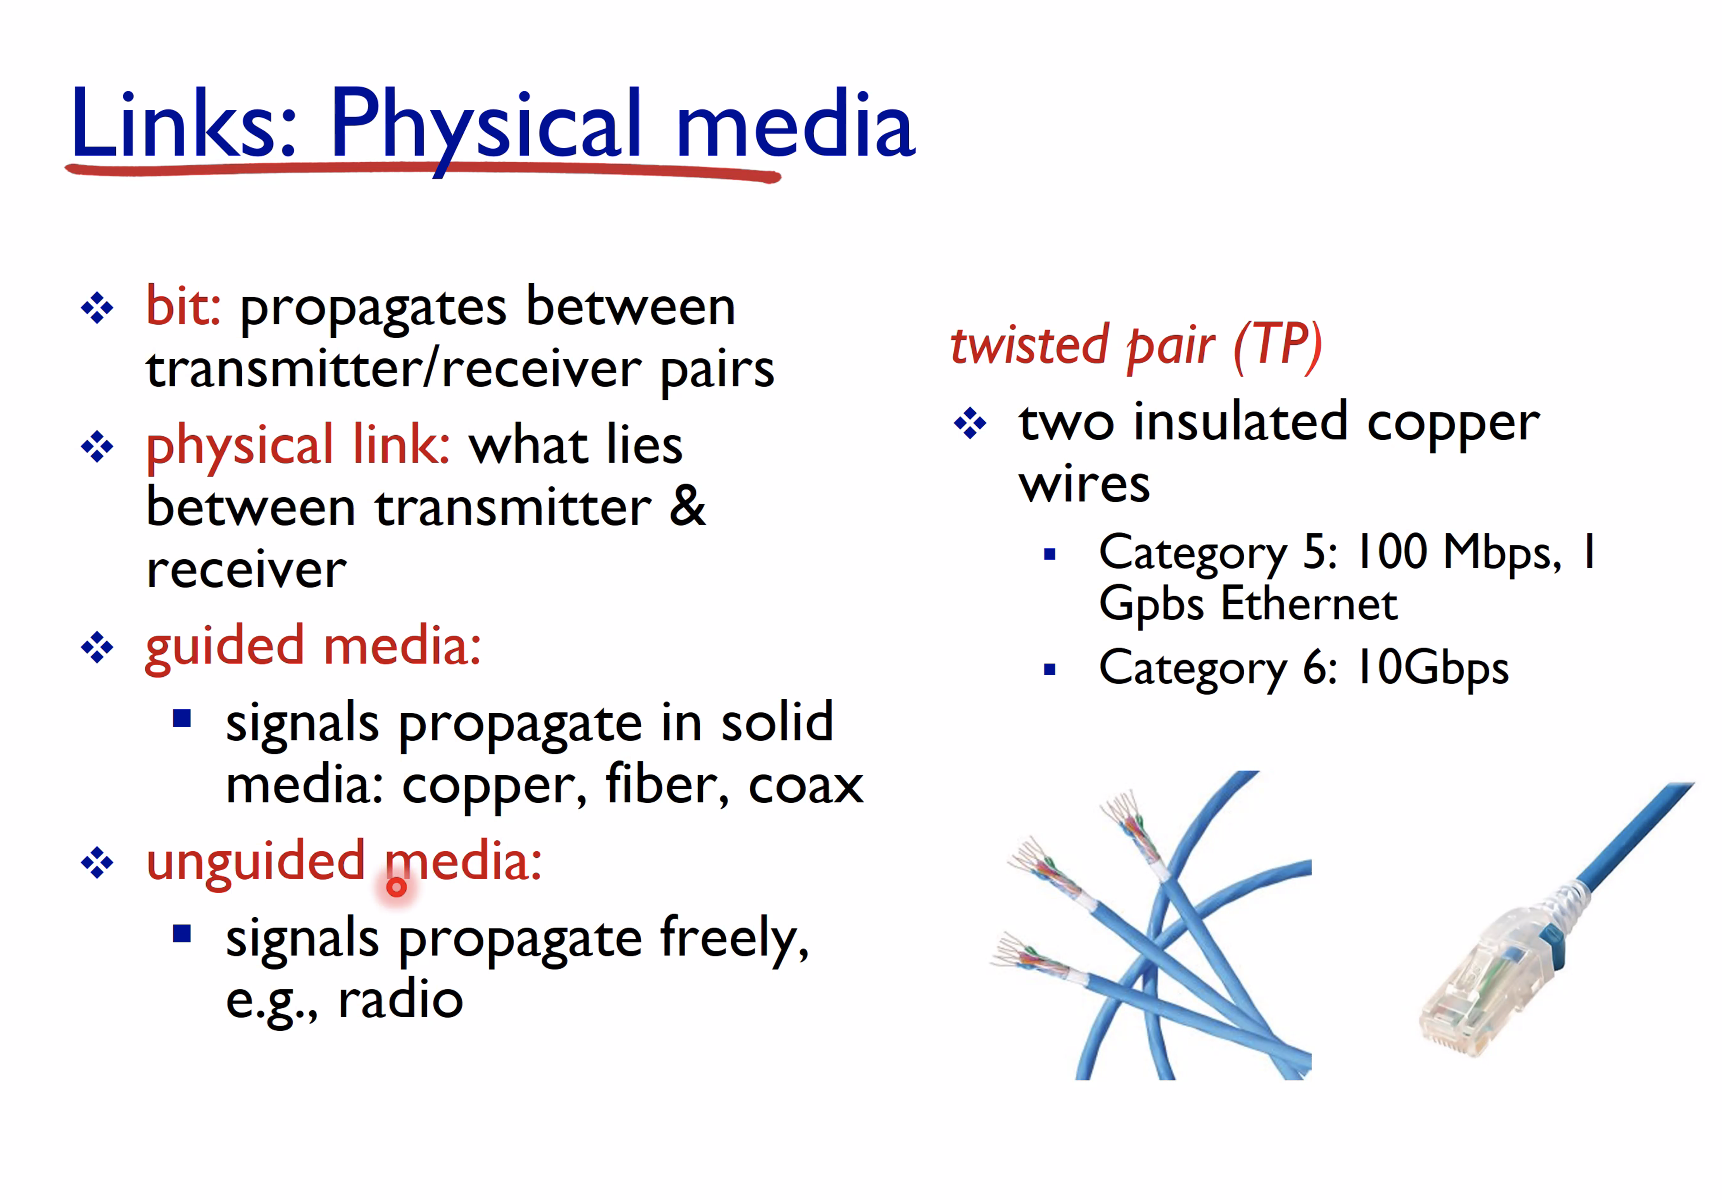 Links: Physical media
bit: propagates between
transmitter/receiver pairs
physical link: what lies
between transmitter &
receiver
guided media:
signals propagate in solid
media: copper, fiber, coax
unguided media:
signals propagate freely,
e.g., radio
twisted pair (TP)
two insulated copper
wires
Category 5: 100 Mbps, 1
Gpbs Ethernet
Category 6: 10Gbps